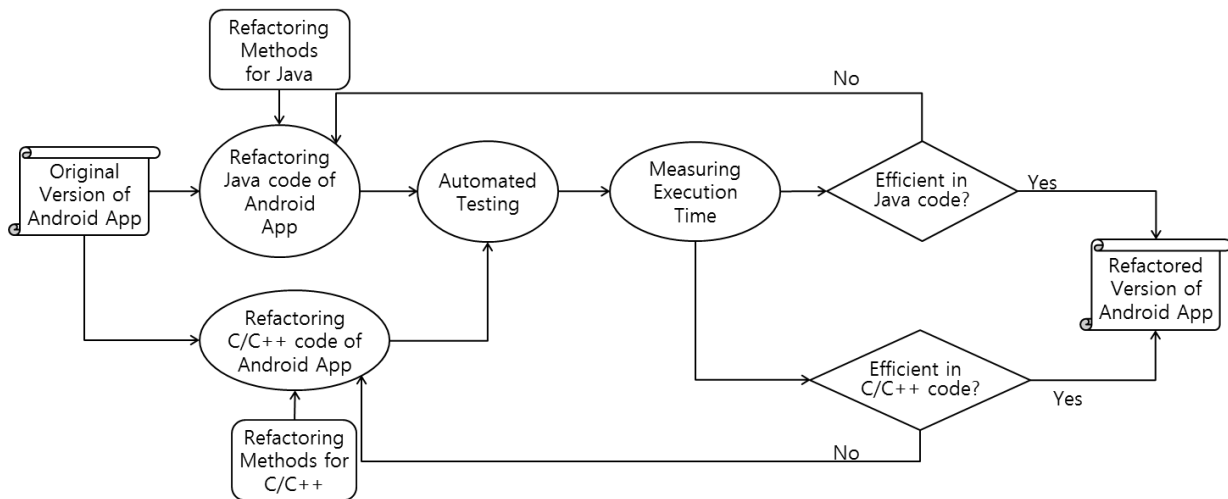 Refactoring
Methods
for Java
No
Original
Version of
Android App
Refactoring
Java code of
Android
App
Automated
Testing
Measuring
Execution
Time
Efficient in
Java code?
Yes
Refactored
Version of
Android App
Refactoring
C/C++ code of
Android App
Efficient in
C/C++ code?
Yes
Refactoring
Methods for
C/C++
No